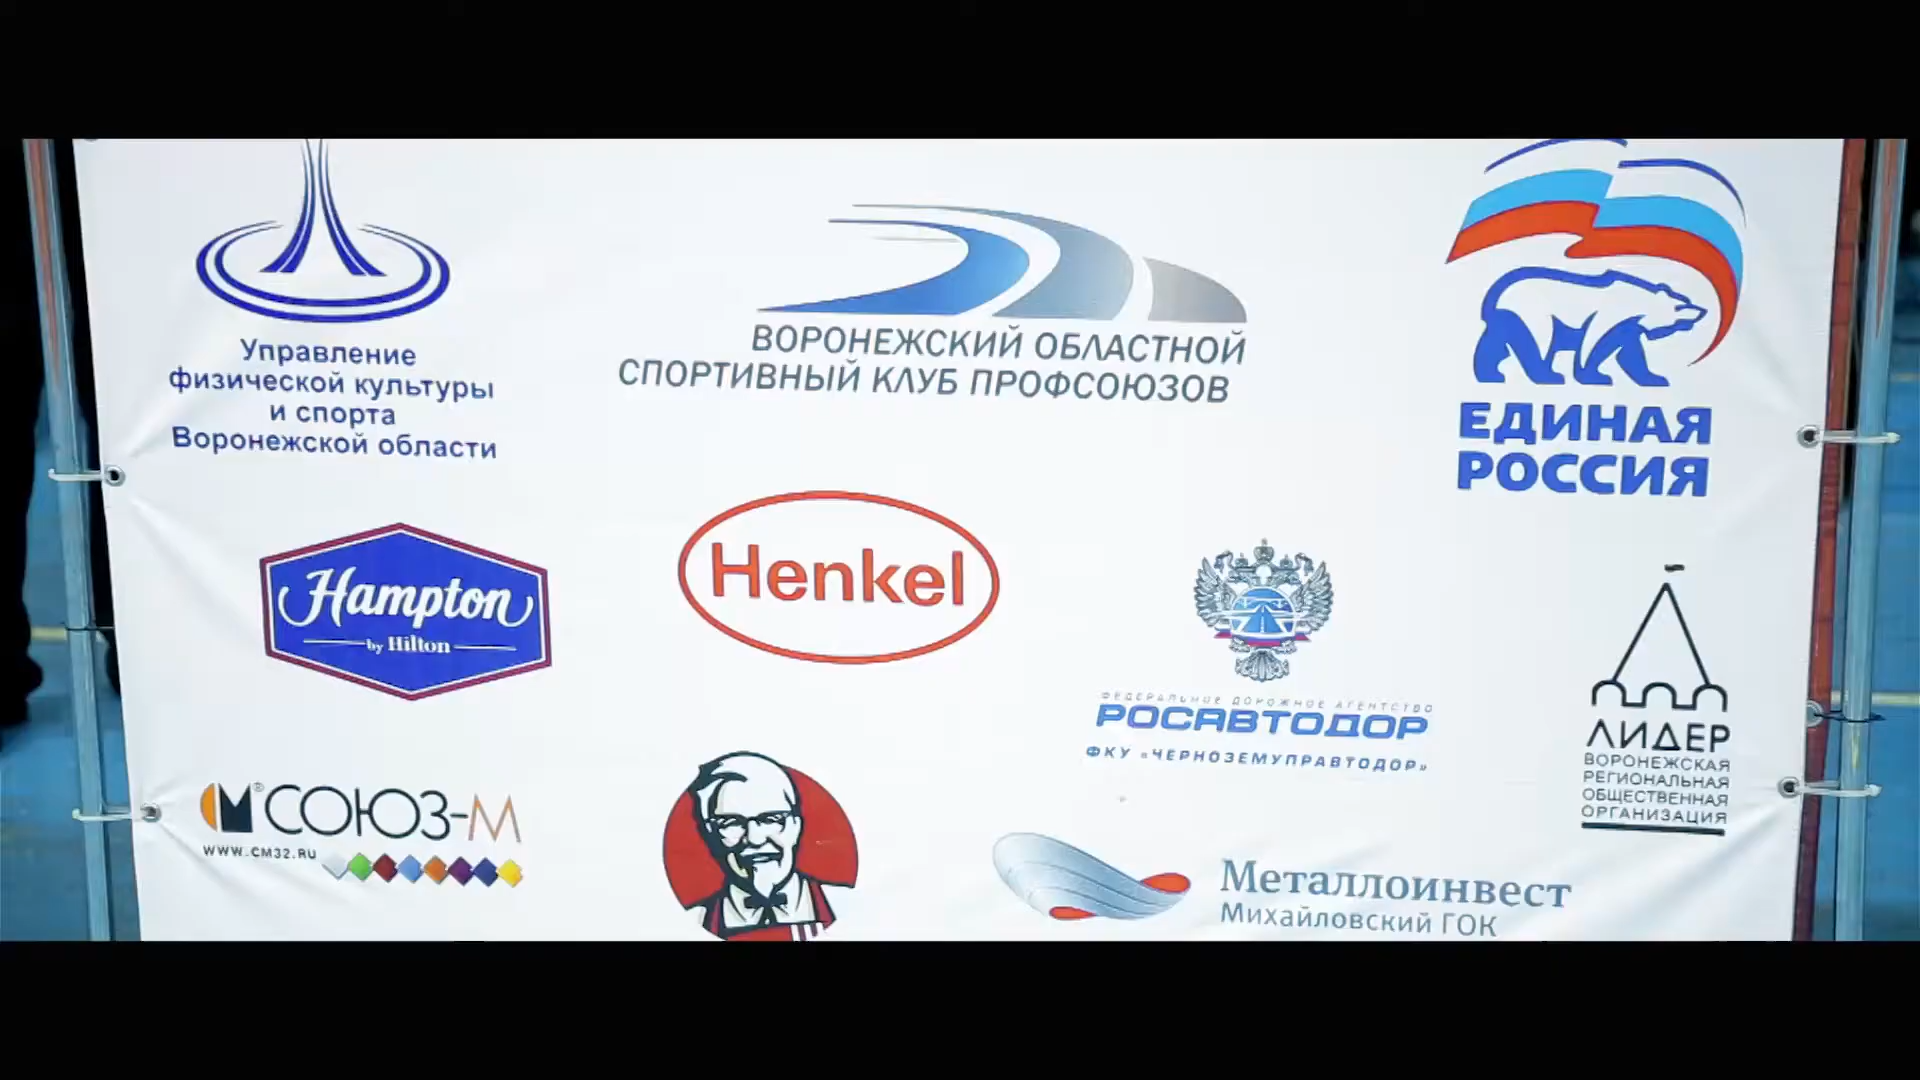 Управление
физической культуры
и спорта
Воронежской области
ВОРОНЕЖСКИЙ ОБЛАСТНОЙ
СПОРТИВНЫЙ КЛУБ ПРОФСОЮЗОВ
ЕДИНАЯ
РОССИЯ
Hampton
by Hilton
Henkel
ФЕДЕРАЛЬНОЕ ДОРОЖНОЕ АГЕНТСТВО
РОСАВТОДОР
ФКУ «ЧЕРНОЗЕМУПРАВТОДОР»
ЛИДЕР
ВОРОНЕЖСКАЯ
РЕГИОНАЛЬНАЯ
ОБЩЕСТВЕННАЯ
ОРГАНИЗАЦИЯ
СМ® СОЮЗ-М
WWW.CM32.RU
Металлоинвест
Михайловский ГОК